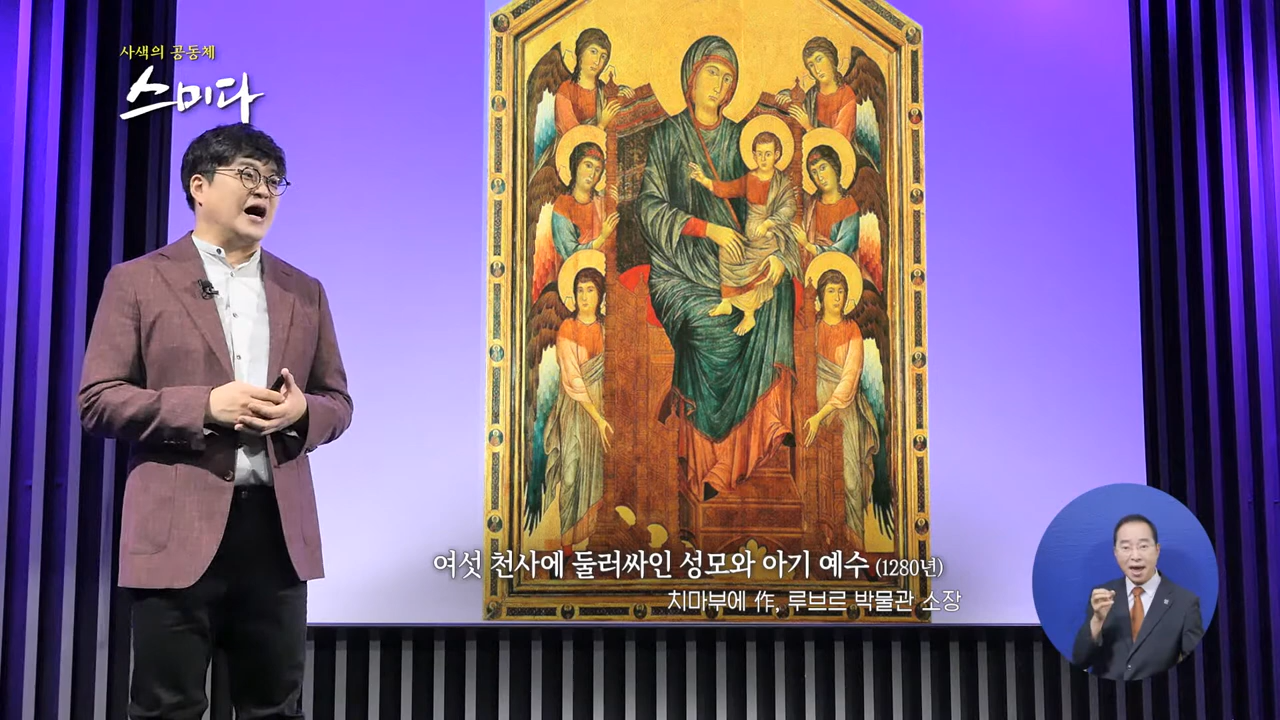 사색의 공동체
스미다
여섯 천사에 둘러싸인 성모와 아기 예수 (1280년)
치마부에 作, 루브르 박물관 소장